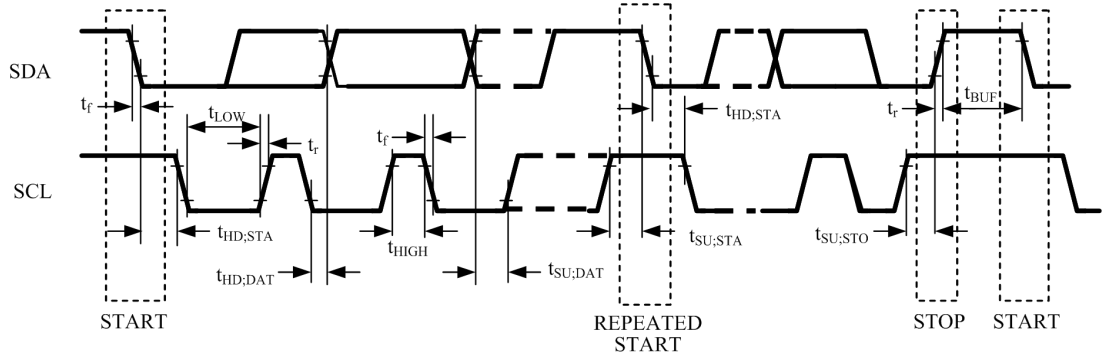 SDA
t_f
t_LOW
t_r
t_f
t_HD;STA
t_r
t_BUF
SCL
t_HD;STA
t_HIGH
t_SU;STA
t_SU;STO
t_HD;DAT
t_SU;DAT
START
REPEATED
START
STOP
START